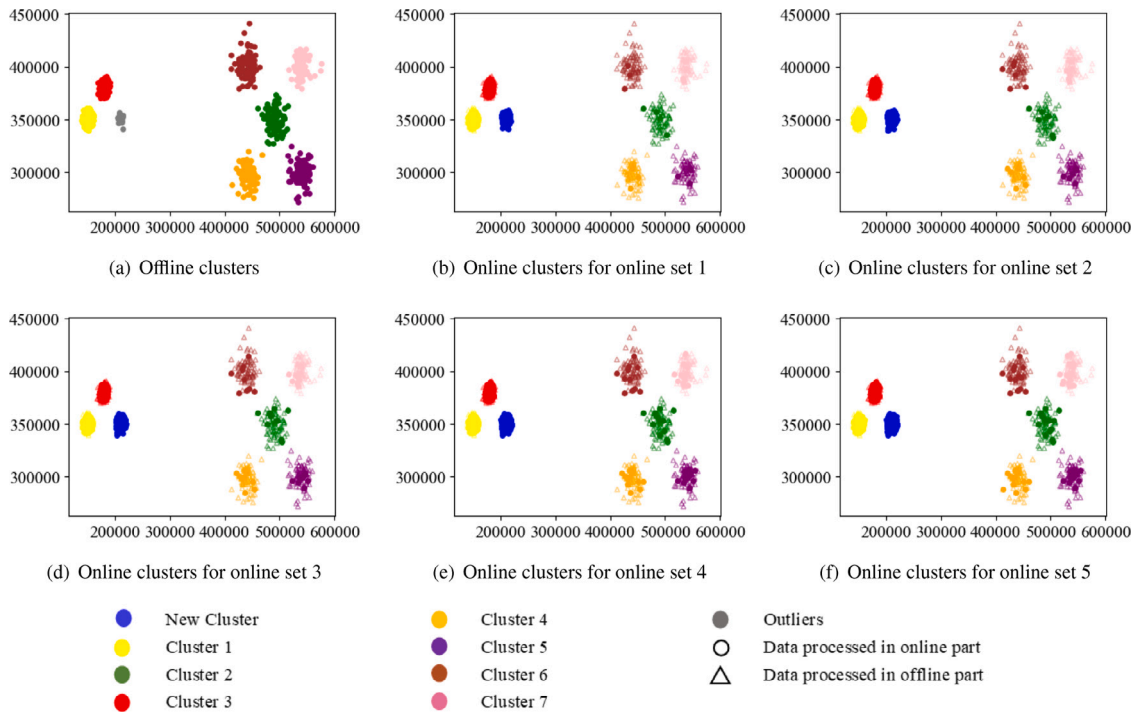 450000
400000
350000
300000
200000 300000 400000 500000 600000
(a) Offline clusters
450000
400000
350000
300000
200000 300000 400000 500000 600000
(b) Online clusters for online set 1
450000
400000
350000
300000
200000 300000 400000 500000 600000
(c) Online clusters for online set 2
450000
400000
350000
300000
200000 300000 400000 500000 600000
(d) Online clusters for online set 3
450000
400000
350000
300000
200000 300000 400000 500000 600000
(e) Online clusters for online set 4
450000
400000
350000
300000
200000 300000 400000 500000 600000
(f) Online clusters for online set 5
New Cluster
Cluster 1
Cluster 2
Cluster 3
Cluster 4
Cluster 5
Cluster 6
Cluster 7
Outliers
Data processed in online part
Data processed in offline part